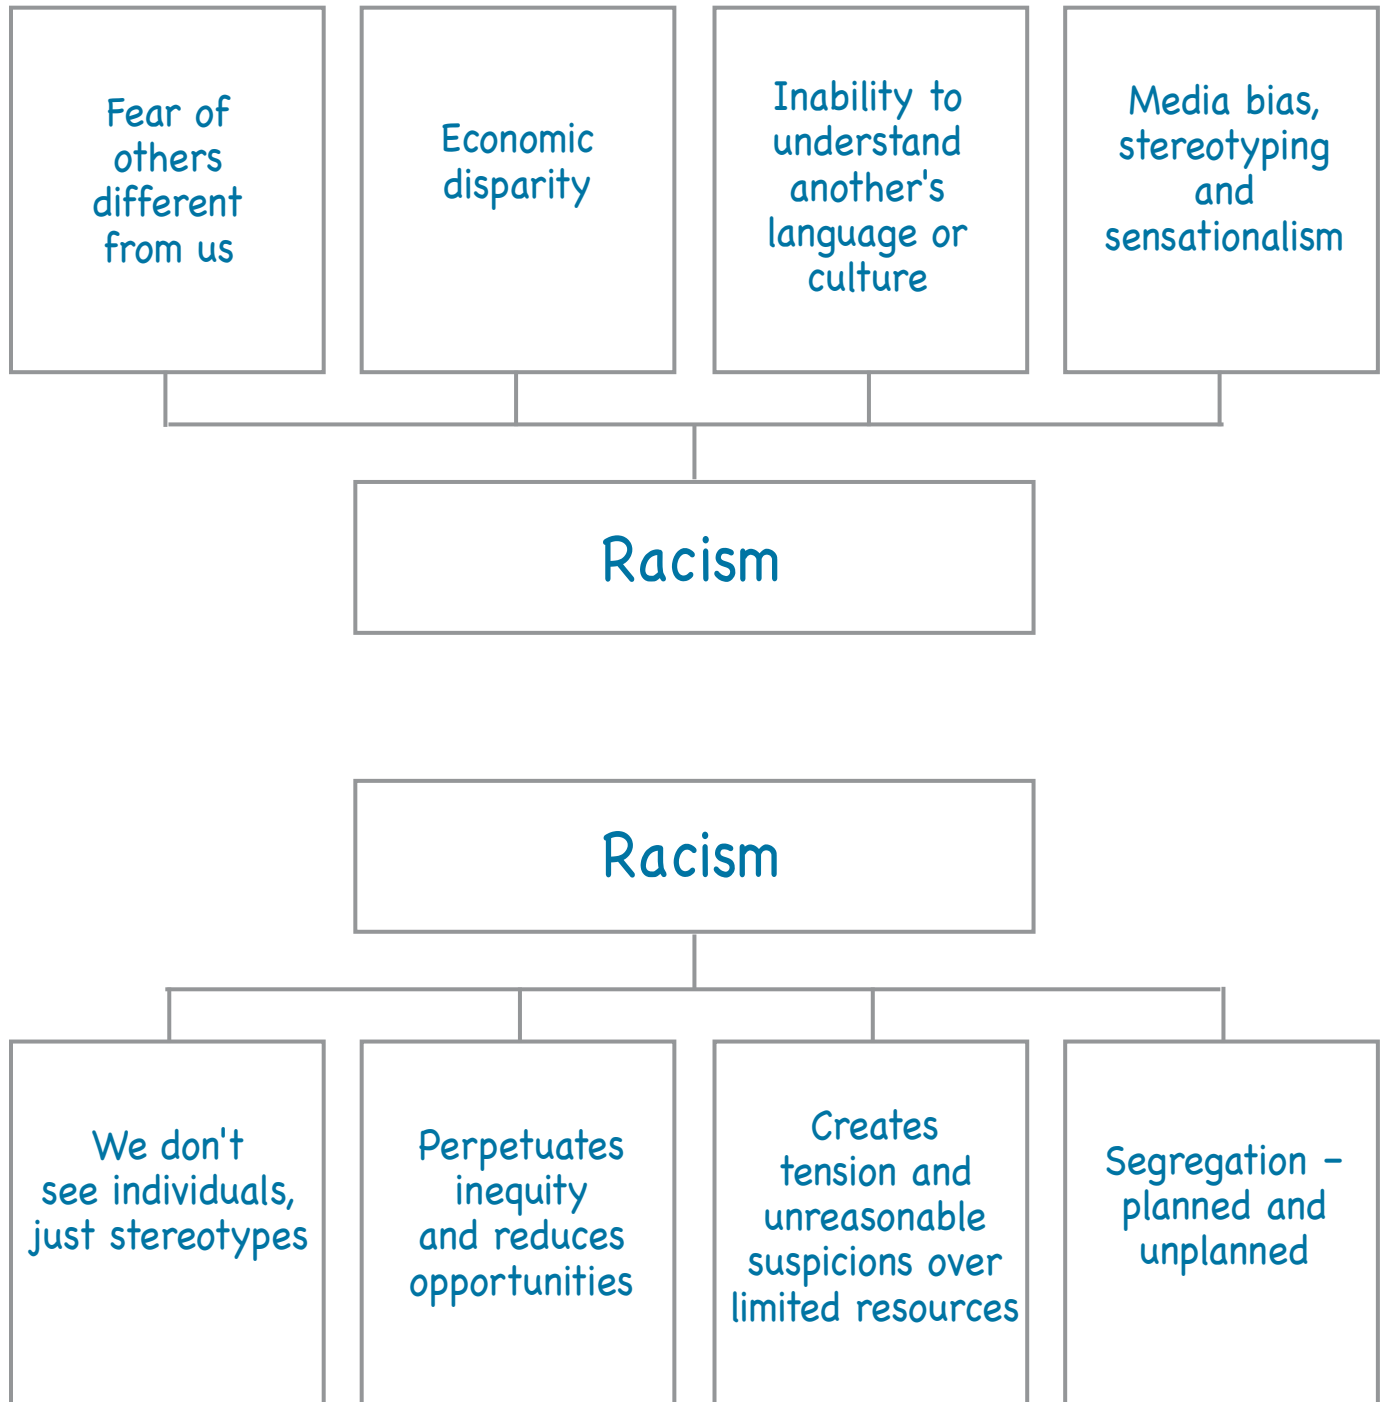 Fear of
others
different
from us
Economic
disparity
Inability to
understand
another's
language or
culture
Media bias,
stereotyping
and
sensationalism
Racism
Racism
We don't
see individuals,
just stereotypes
Perpetuates
inequity
and reduces
opportunities
Creates
tension and
unreasonable
suspicions over
limited resources
Segregation –
planned and
unplanned